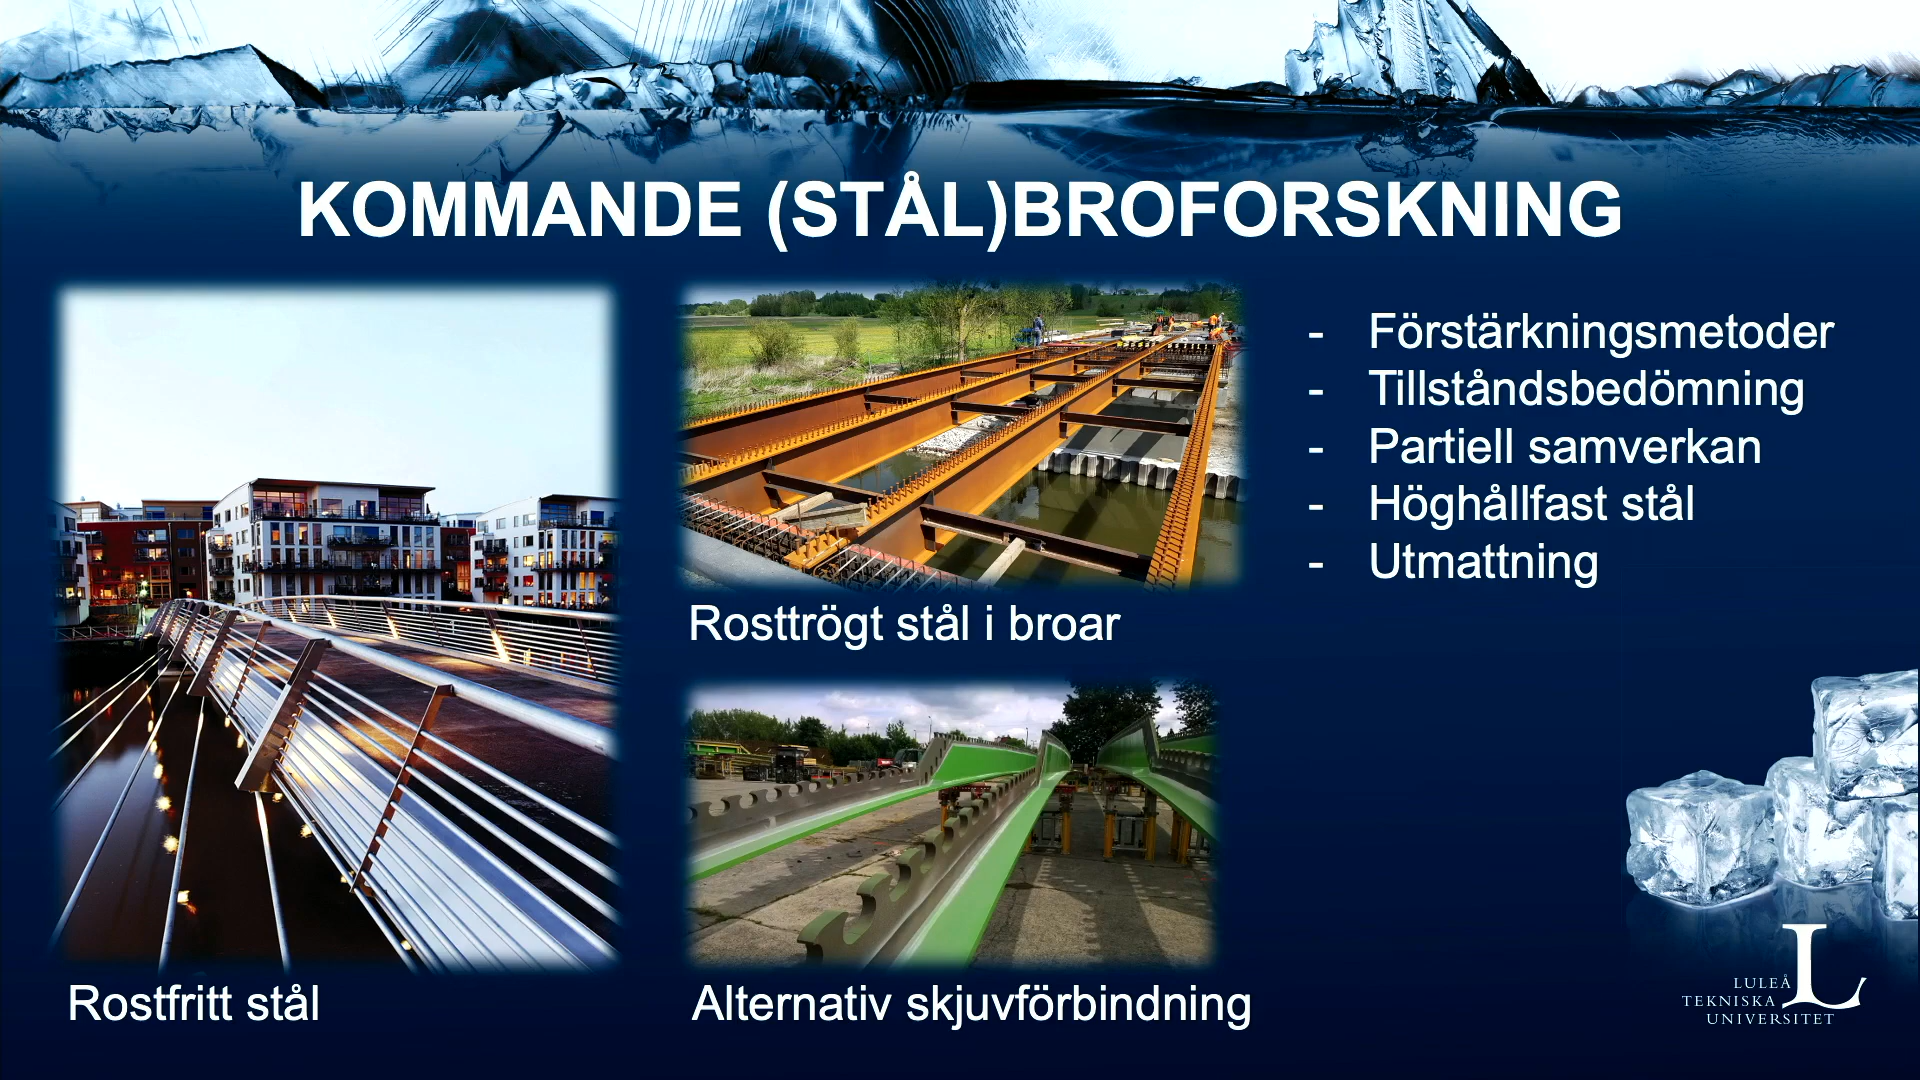 KOMMANDE (STÅL)BROFORSKNING
- Förstärkningsmetoder
- Tillståndsbedömning
- Partiell samverkan
- Höghållfast stål
- Utmattning
Rosttrögt stål i broar
Rostfritt stål
Alternativ skjuvförbindning
LULEÅ
TEKNISKA
UNIVERSITET